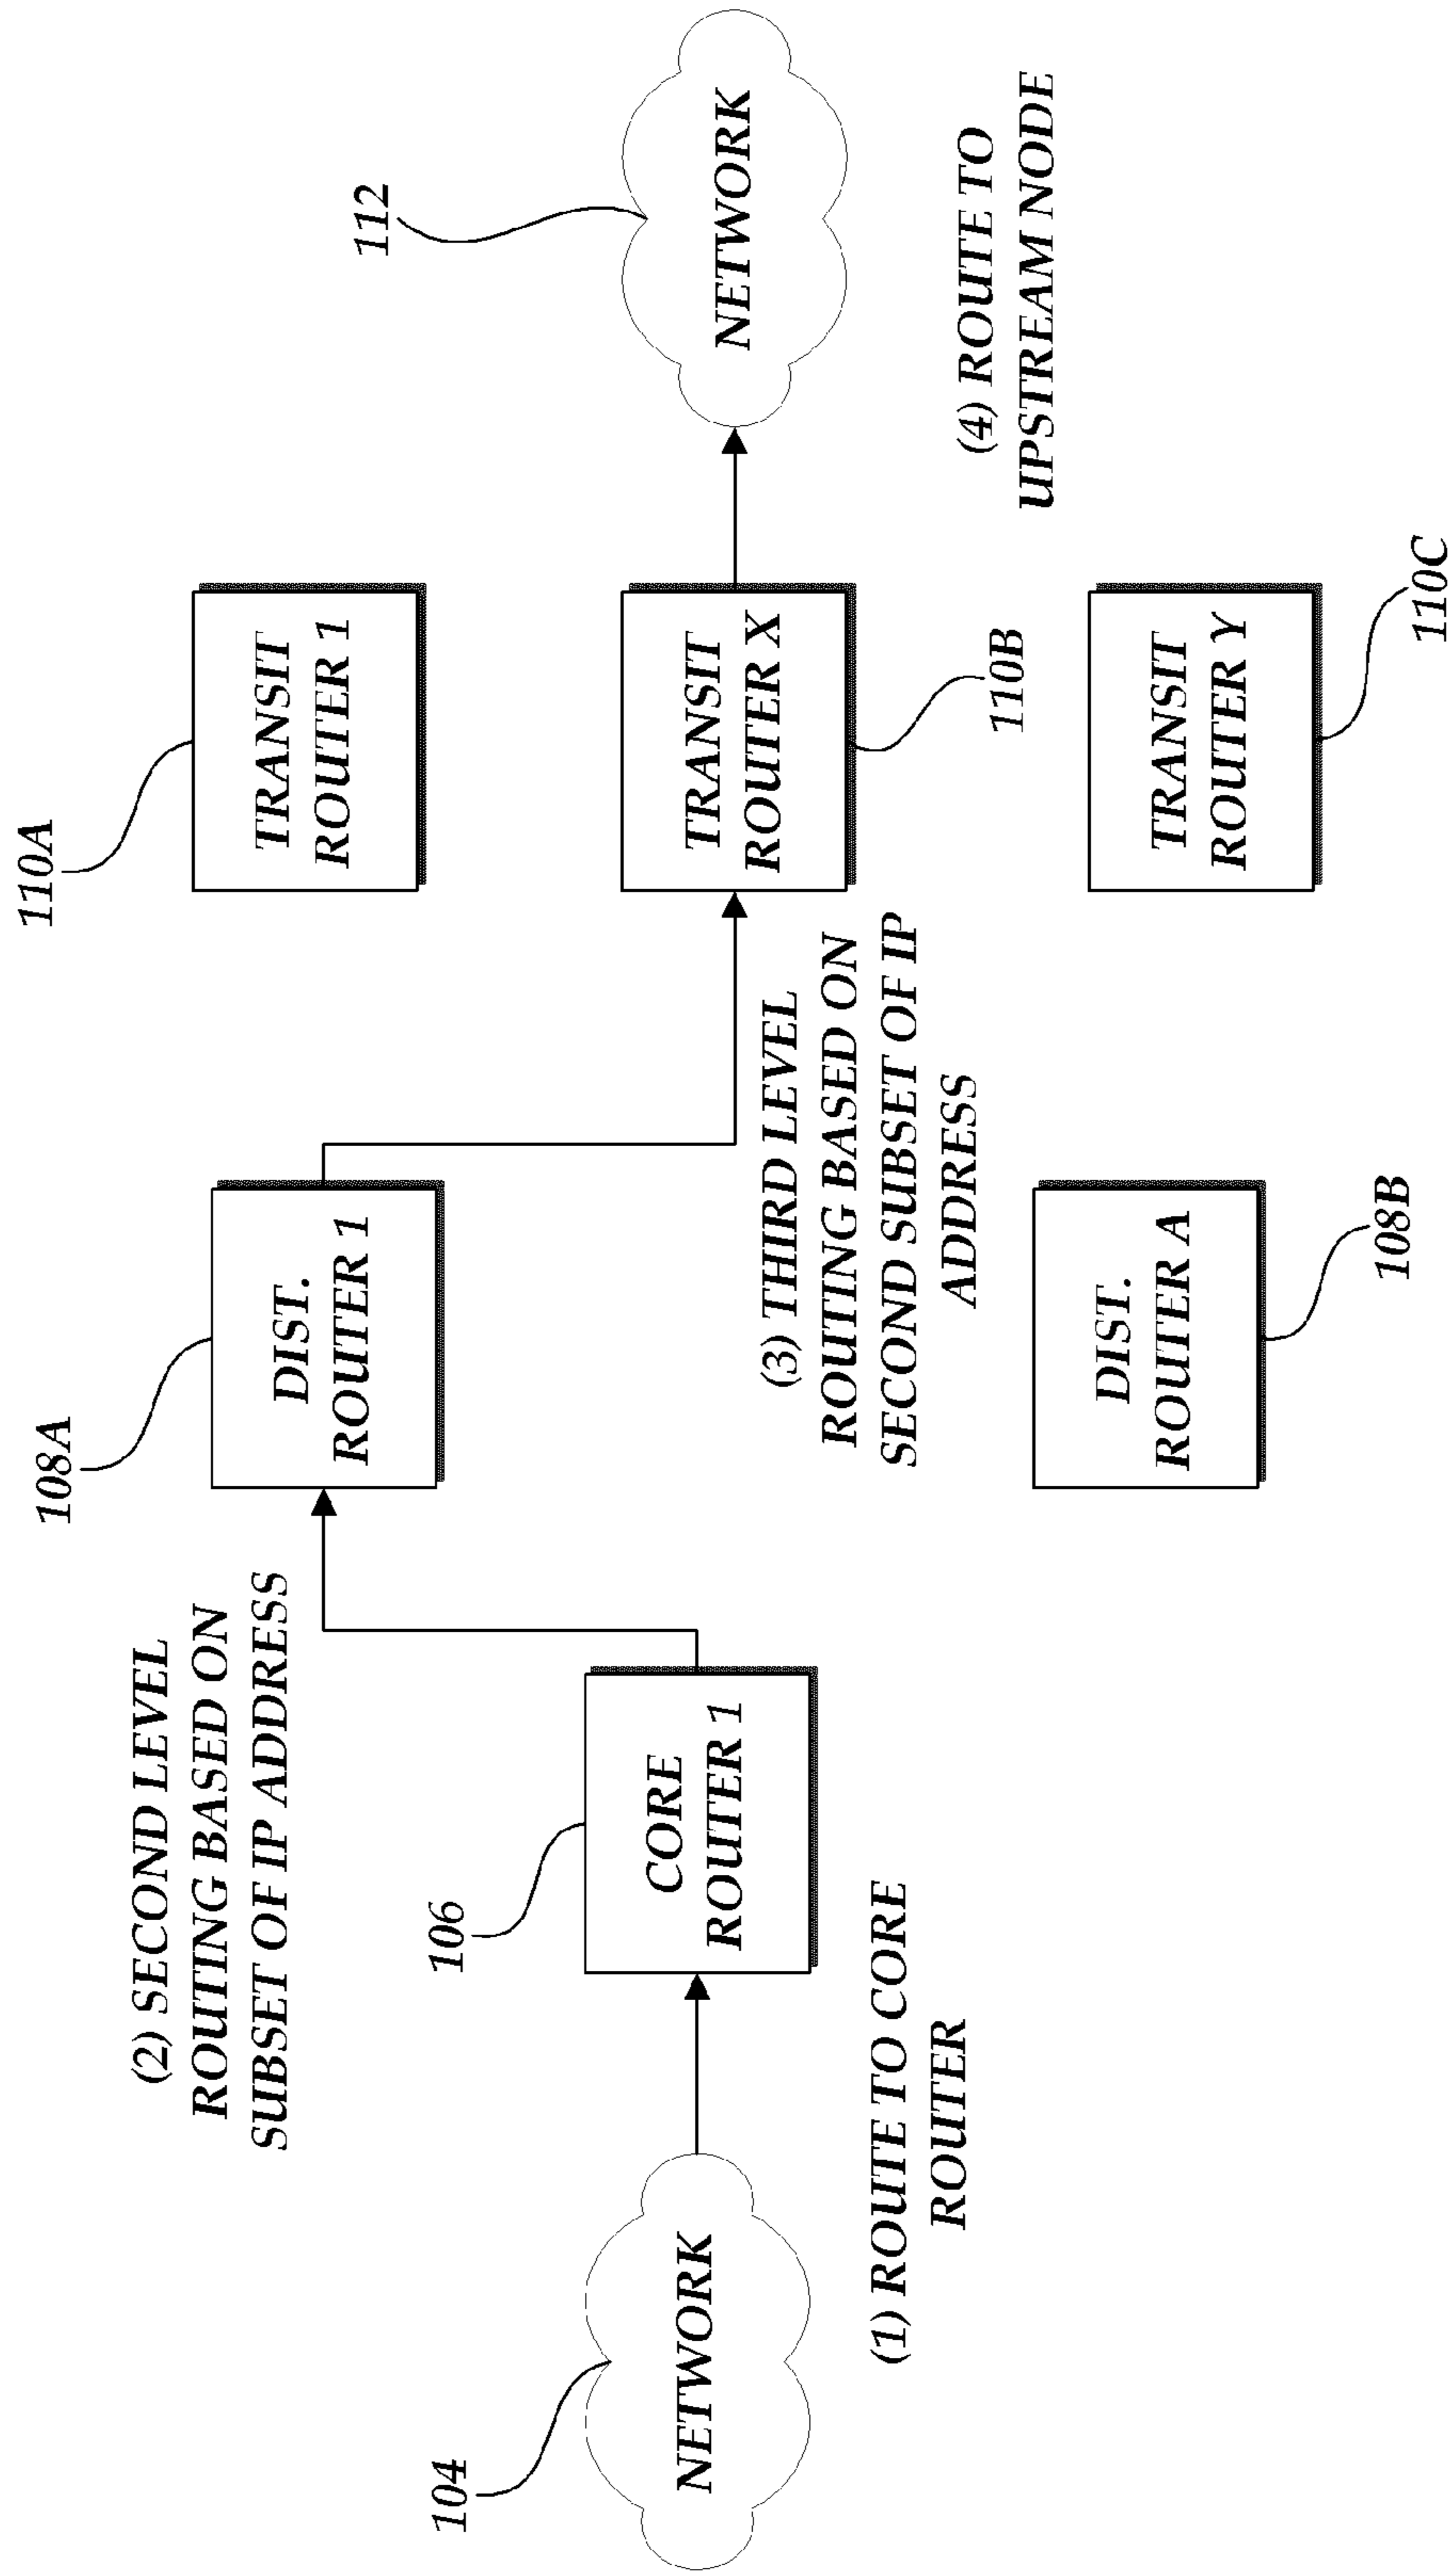 (2) SECOND LEVEL
ROUTING BASED ON
SUBSET OF IP ADDRESS
108A
DIST.
ROUTER 1
110A
TRANSIT
ROUTER 1
112
NETWORK
104
NETWORK
106
CORE
ROUTER 1
TRANSIT
ROUTER X
110B
(1) ROUTE TO CORE
ROUTER
(3) THIRD LEVEL
ROUTING BASED ON
SECOND SUBSET OF IP
ADDRESS
(4) ROUTE TO
UPSTREAM NODE
DIST.
ROUTER A
108B
TRANSIT
ROUTER Y
110C